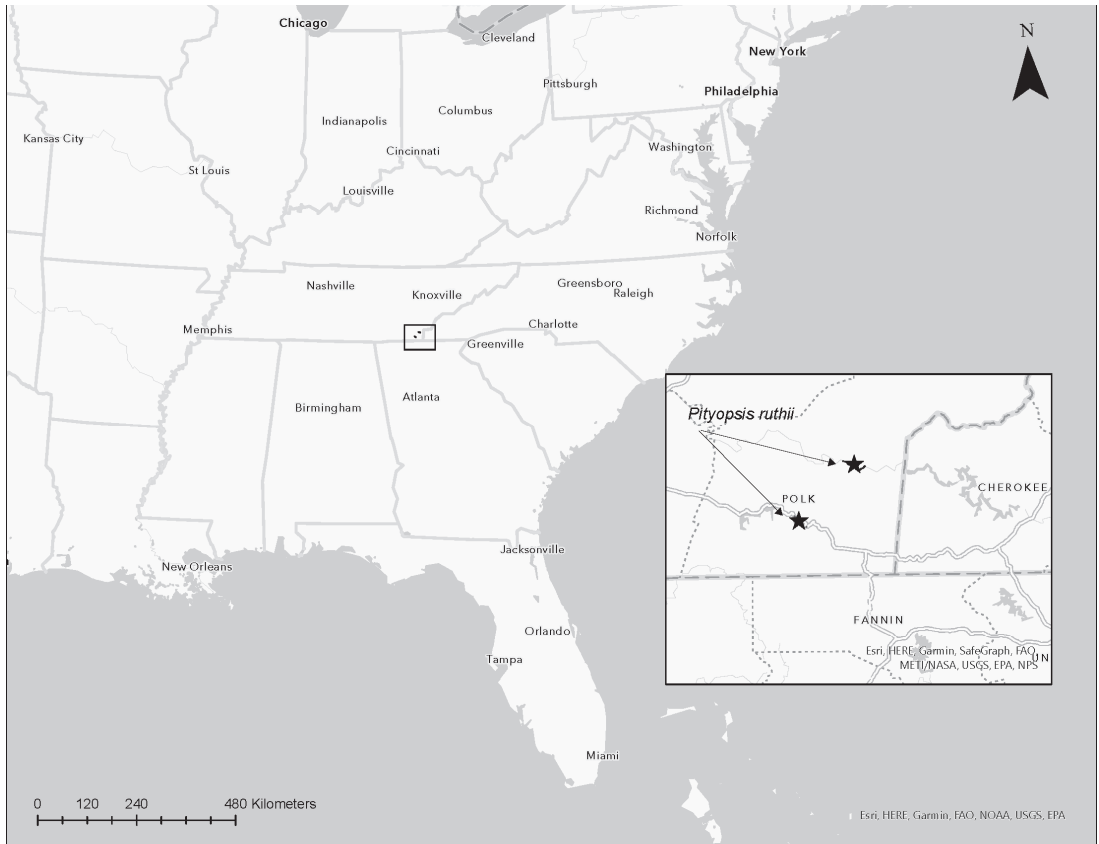 Chicago
Cleveland
New York
N
Pittsburgh
Philadelphia
Columbus
Indianapolis
Kansas City
Cincinnati
Washington
St Louis
Louisville
Richmond
Norfolk
Nashville
Knoxville
Greensboro
Raleigh
Memphis
Charlotte
Greenville
Atlanta
Birmingham
Pityopsis ruthii
CHEROKEE
POLK
Jacksonville
New Orleans
FANNIN
Orlando
Esri, HERE, Garmin, SafeGraph, FAO,
UN
METI/NASA, USGS, EPA, NPS
Tampa
Miami
0 120 240 480 Kilometers
Esri, HERE, Garmin, FAO, NOAA, USGS, EPA